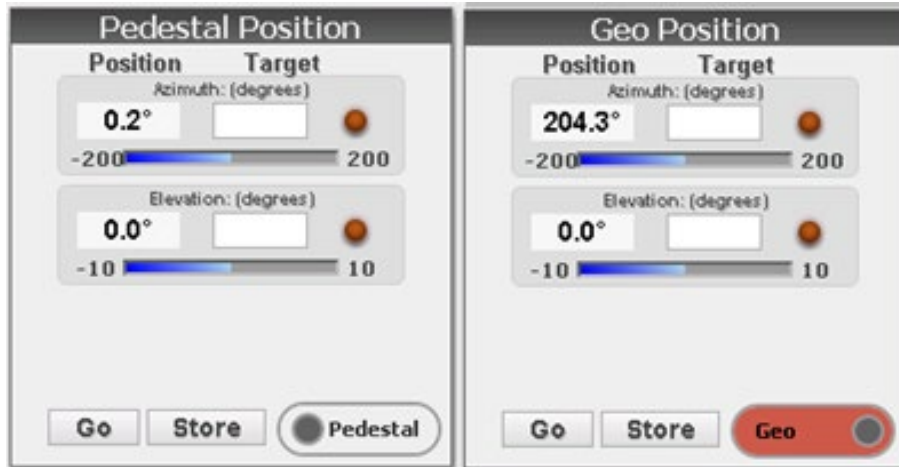 Pedestal Position
Position Target
Azimuth: (degrees)
0.2°
-200 200
Elevation: (degrees)
0.0°
-10 10
Go Store Pedestal
Geo Position
Position Target
Azimuth: (degrees)
204.3°
-200 200
Elevation: (degrees)
0.0°
-10 10
Go Store Geo